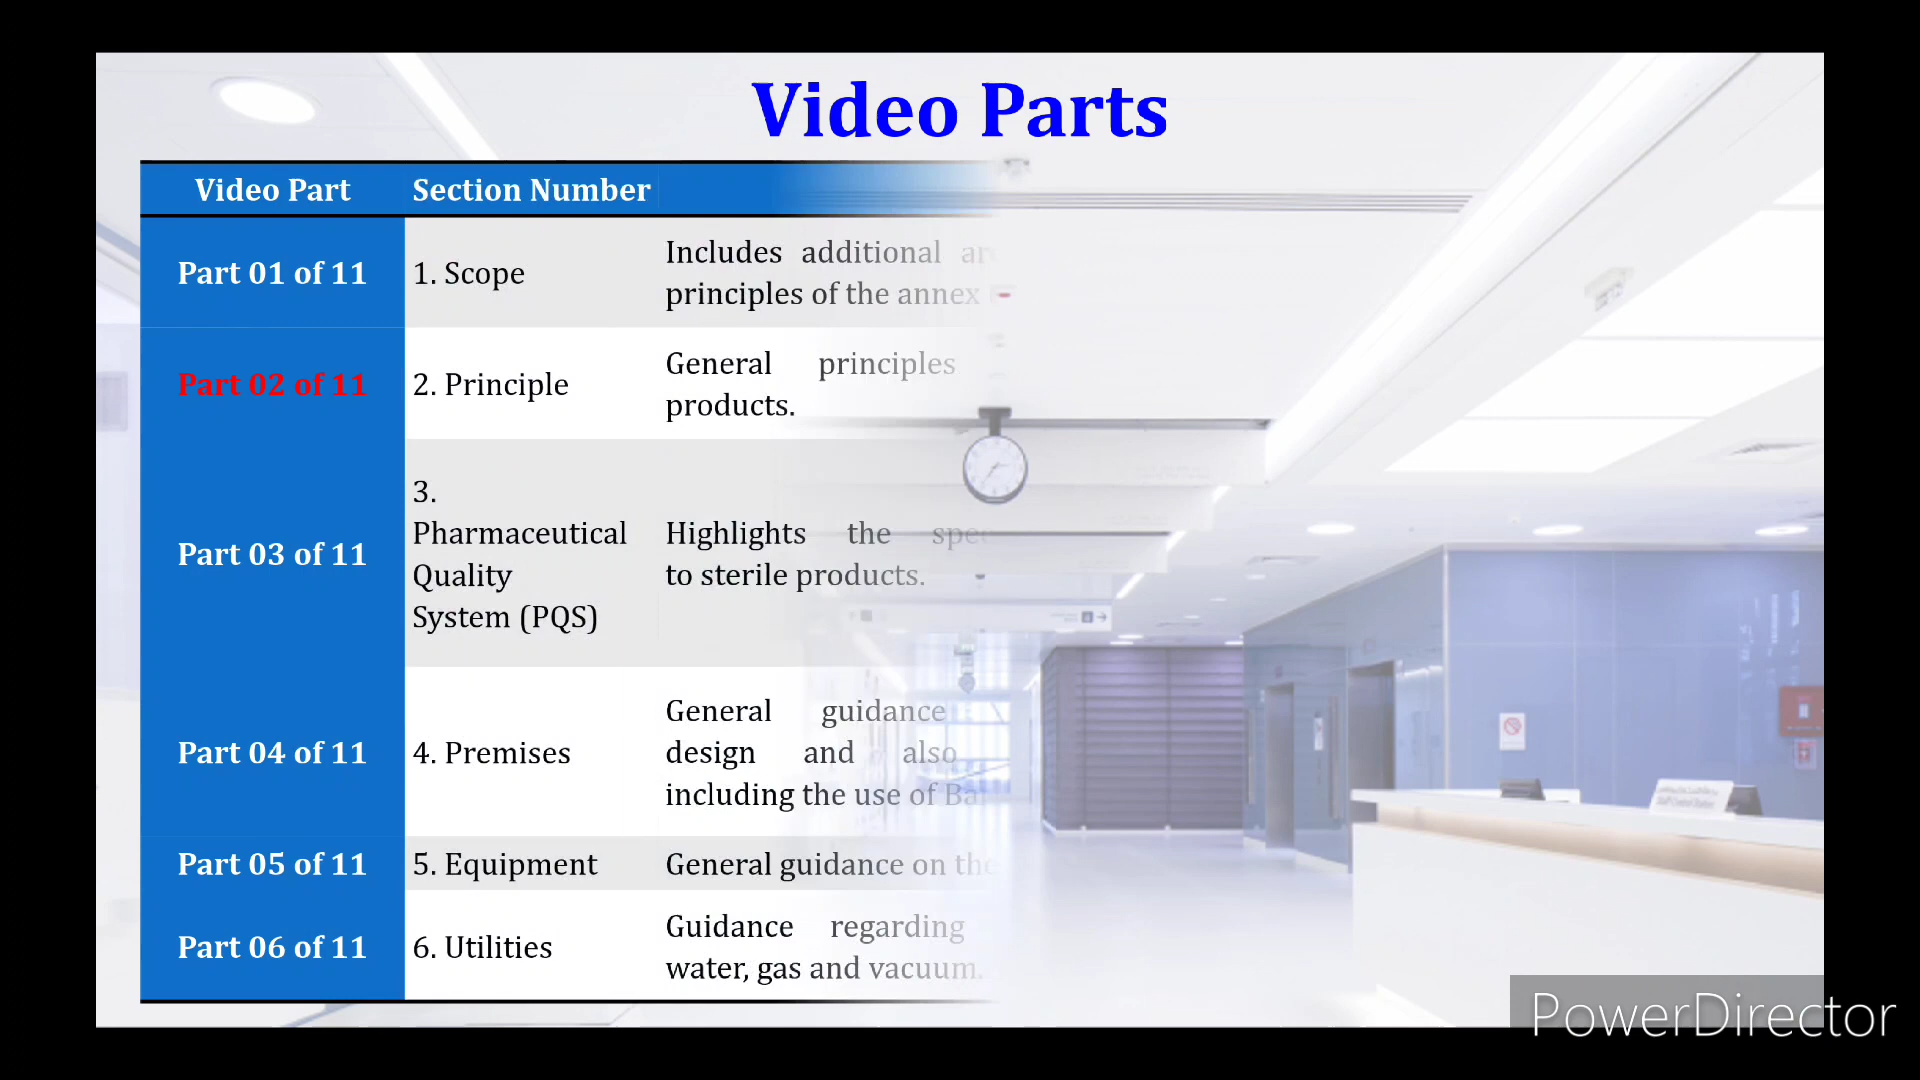 Video Parts
Video Part Section Number
Part 01 of 11 1. Scope Includes additional
principles of the annex
Part 02 of 11 2. Principle General principles
products.
Part 03 of 11 3.
Pharmaceutical
Quality
System (PQS) Highlights the
to sterile products.
Part 04 of 11 4. Premises General guidance
design and also
including the use of
Part 05 of 11 5. Equipment General guidance on the
Part 06 of 11 6. Utilities Guidance regarding
water, gas and vacuum.
PowerDirector